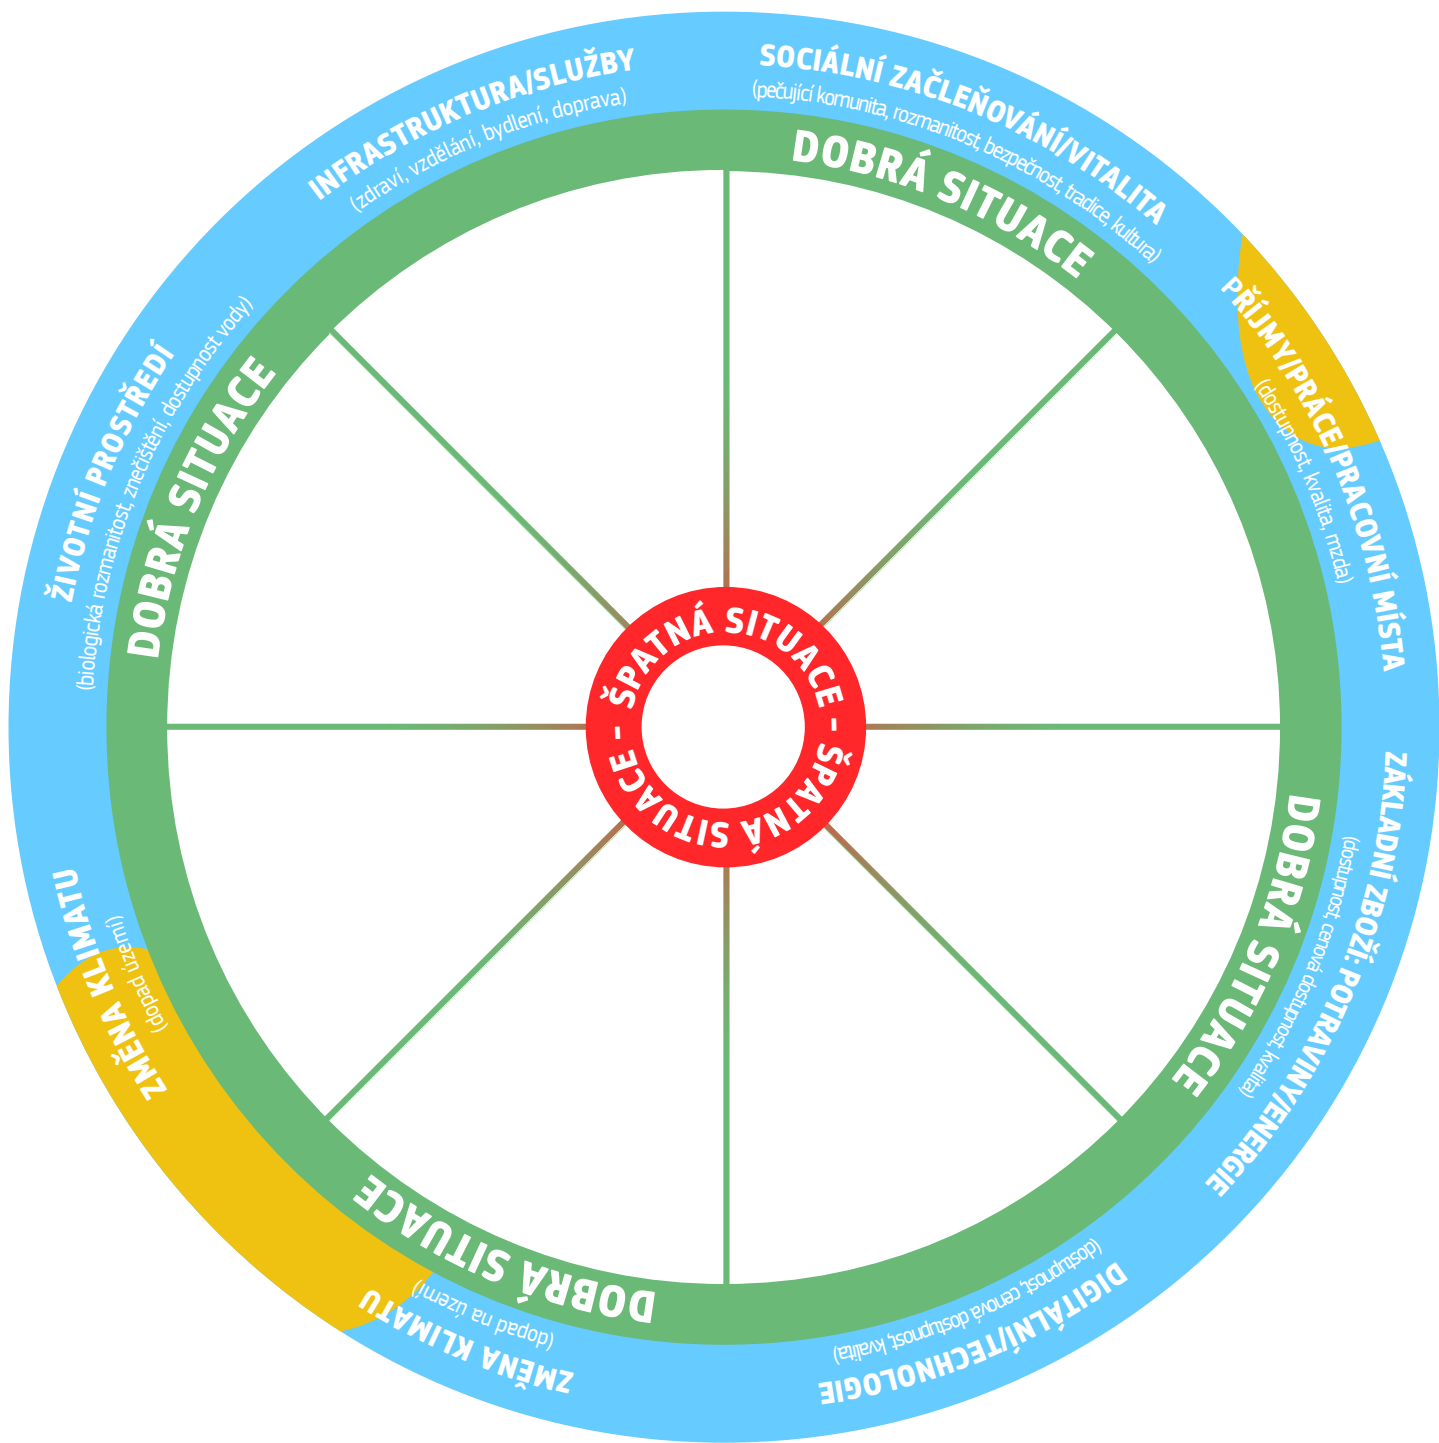 INFRASTRUKTURA/SLUŽBY
(zdraví, vzdělání, bydlení, doprava)
SOCIÁLNÍ ZAČLEŇOVÁNÍ/VITALITA
(pečující komunita, rozmanitost, bezpečnost, tradice, kultura)
DOBRÁ SITUACE
PŘÍJMY/PRÁCE/PRACOVNÍ MÍSTA
(dostupnost, kvalita, mzda)
ZÁKLADNÍ ZBOŽÍ: POTRAVINY/ENERGIE
(dostupnost, cenová dostupnost, kvalita)
DOBRÁ SITUACE
DIGITÁLNÍ/TECHNOLOGIE
(dostupnost, cenová dostupnost, kvalita)
ZMĚNA KLIMATU
(dopad na území)
DOBRÁ SITUACE
ZMĚNA KLIMATU
(dopad území)
ŽIVOTNÍ PROSTŘEDÍ
(biologická rozmanitost, znečištění, dostupnost vody)
DOBRÁ SITUACE
ŠPATNÁ SITUACE - ŠPATNÁ SITUACE -